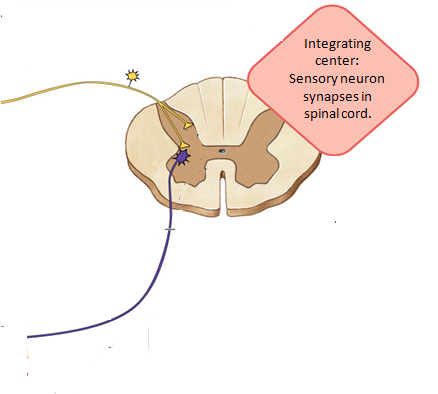 Integrating
center:
Sensory neuron
synapses in
spinal cord.